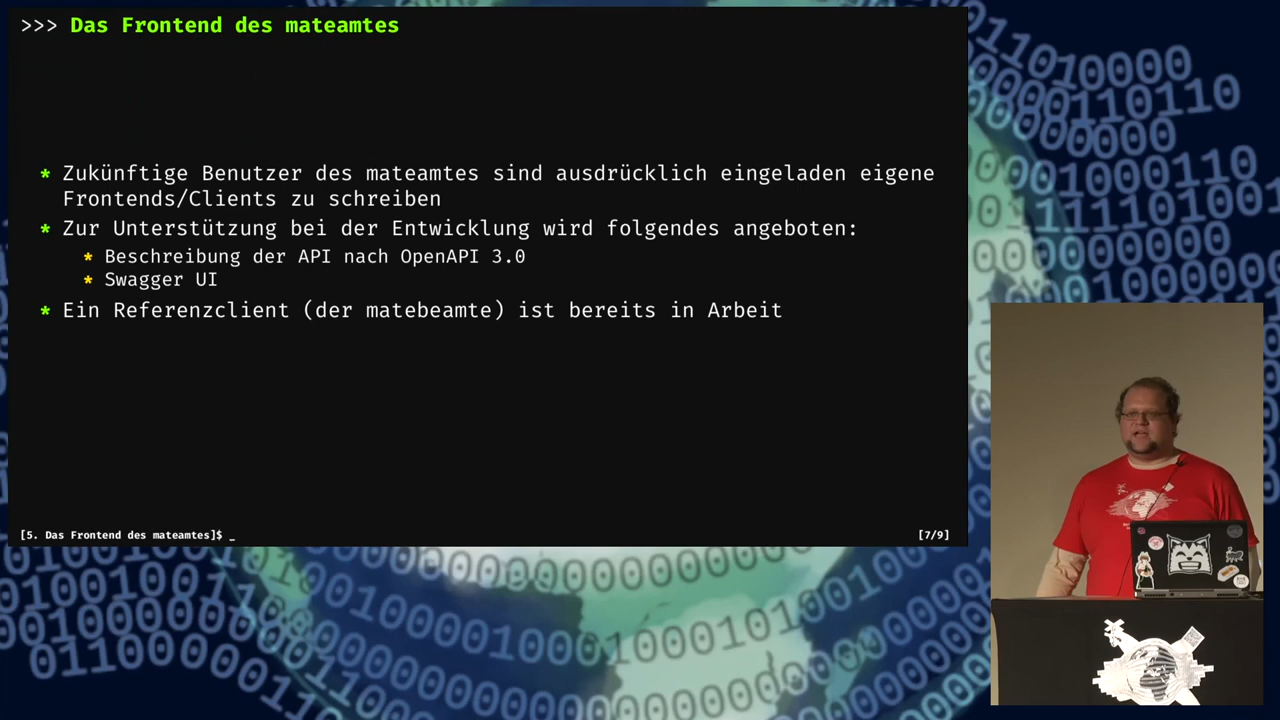 >>> Das Frontend des mateamtes
* Zukünftige Benutzer des mateamtes sind ausdrücklich eingeladen eigene
Frontends/Clients zu schreiben
* Zur Unterstützung bei der Entwicklung wird folgendes angeboten:
* Beschreibung der API nach OpenAPI 3.0
* Swagger UI
* Ein Referenzclient (der matebeamte) ist bereits in Arbeit
[5. Das Frontend des mateamtes]$ _
[7/9]